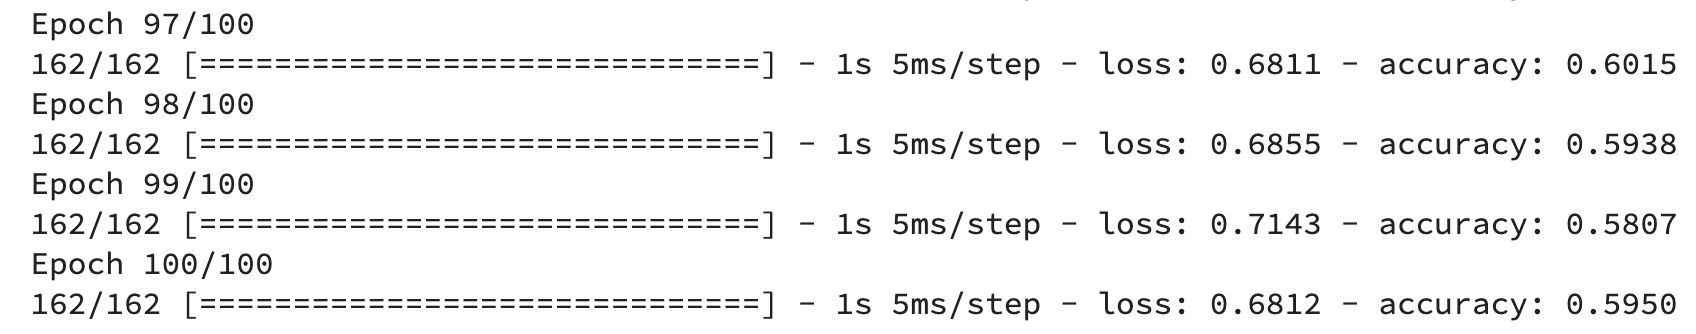 Epoch 97/100
162/162 [==============================] - 1s 5ms/step - loss: 0.6811 - accuracy: 0.6015
Epoch 98/100
162/162 [==============================] - 1s 5ms/step - loss: 0.6855 - accuracy: 0.5938
Epoch 99/100
162/162 [==============================] - 1s 5ms/step - loss: 0.7143 - accuracy: 0.5807
Epoch 100/100
162/162 [==============================] - 1s 5ms/step - loss: 0.6812 - accuracy: 0.5950